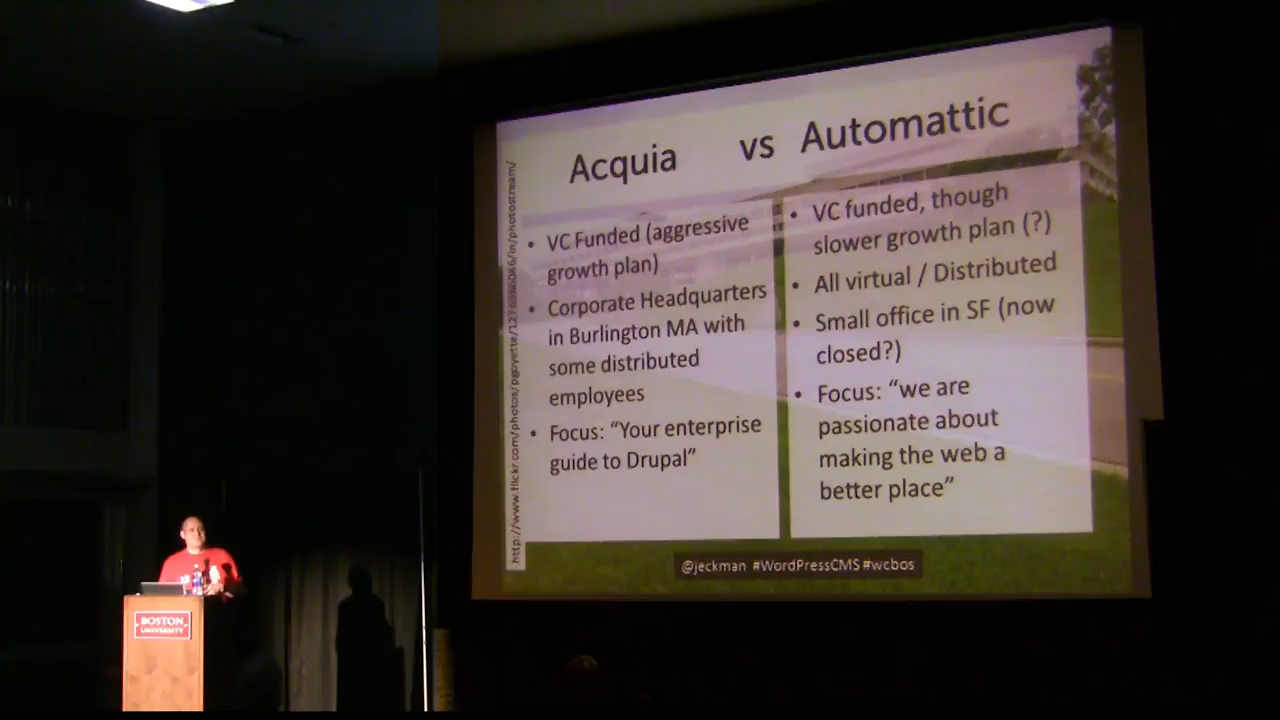 Acquia vs Automattic
• VC Funded (aggressive
growth plan)
• Corporate Headquarters
in Burlington MA with
some distributed
employees
• Focus: “Your enterprise
guide to Drupal”
• VC funded, though
slower growth plan (?)
• All virtual / Distributed
• Small office in SF (now
closed?)
• Focus: “we are
passionate about
making the web a
better place”
@jeckman #WordPressCMS #wcbos
BOSTON
UNIVERSITY